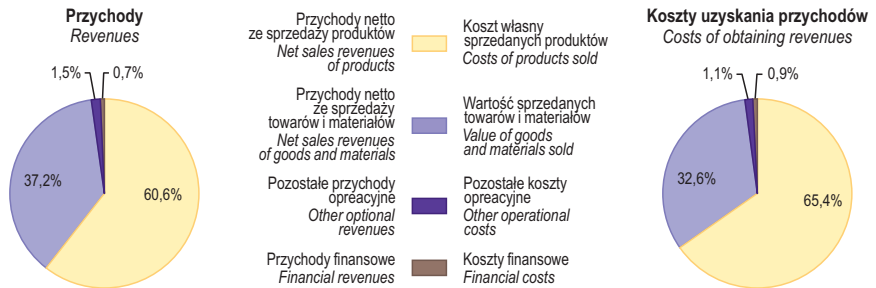 Przychody
Revenues
1,5%
0,7%
37,2%
60,6%
Przychody netto
ze sprzedaży produktów
Net sales revenues
of products
Koszt własny
sprzedanych produktów
Costs of products sold
Przychody netto
ze sprzedaży
towarów i materiałów
Net sales revenues
of goods and materials
Wartość sprzedanych
towarów i materiałów
Value of goods
and materials sold
Pozostałe przychody
opreacyjne
Other optional
revenues
Pozostałe koszty
opreacyjne
Other operational
costs
Przychody finansowe
Financial revenues
Koszty finansowe
Financial costs
Koszty uzyskania przychodów
Costs of obtaining revenues
1,1%
0,9%
32,6%
65,4%